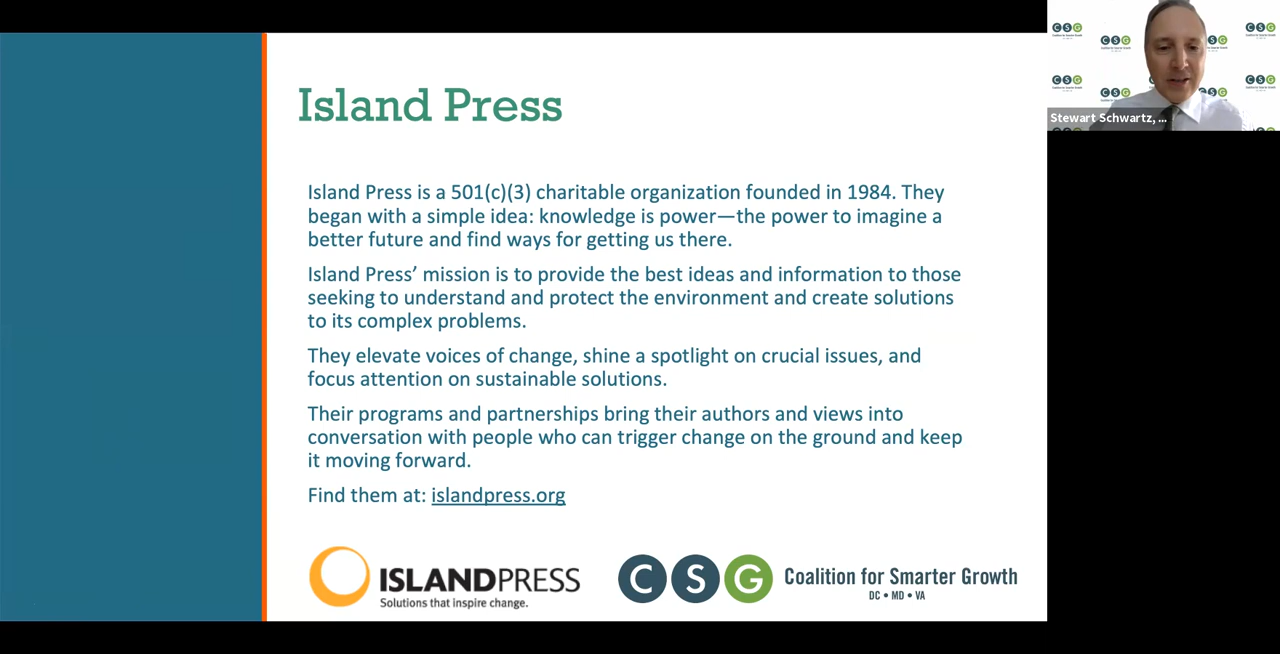 Island Press
Island Press is a 501(c)(3) charitable organization founded in 1984. They
began with a simple idea: knowledge is power—the power to imagine a
better future and find ways for getting us there.
Island Press’ mission is to provide the best ideas and information to those
seeking to understand and protect the environment and create solutions
to its complex problems.
They elevate voices of change, shine a spotlight on crucial issues, and
focus attention on sustainable solutions.
Their programs and partnerships bring their authors and views into
conversation with people who can trigger change on the ground and keep
it moving forward.
Find them at: islandpress.org
ISLANDPRESS
Solutions that inspire change.
CSG
Coalition for Smarter Growth
DC • MD • VA
CSG
CSG
CSG
CSG
CSG
CSG
Stewart Schwartz, ...